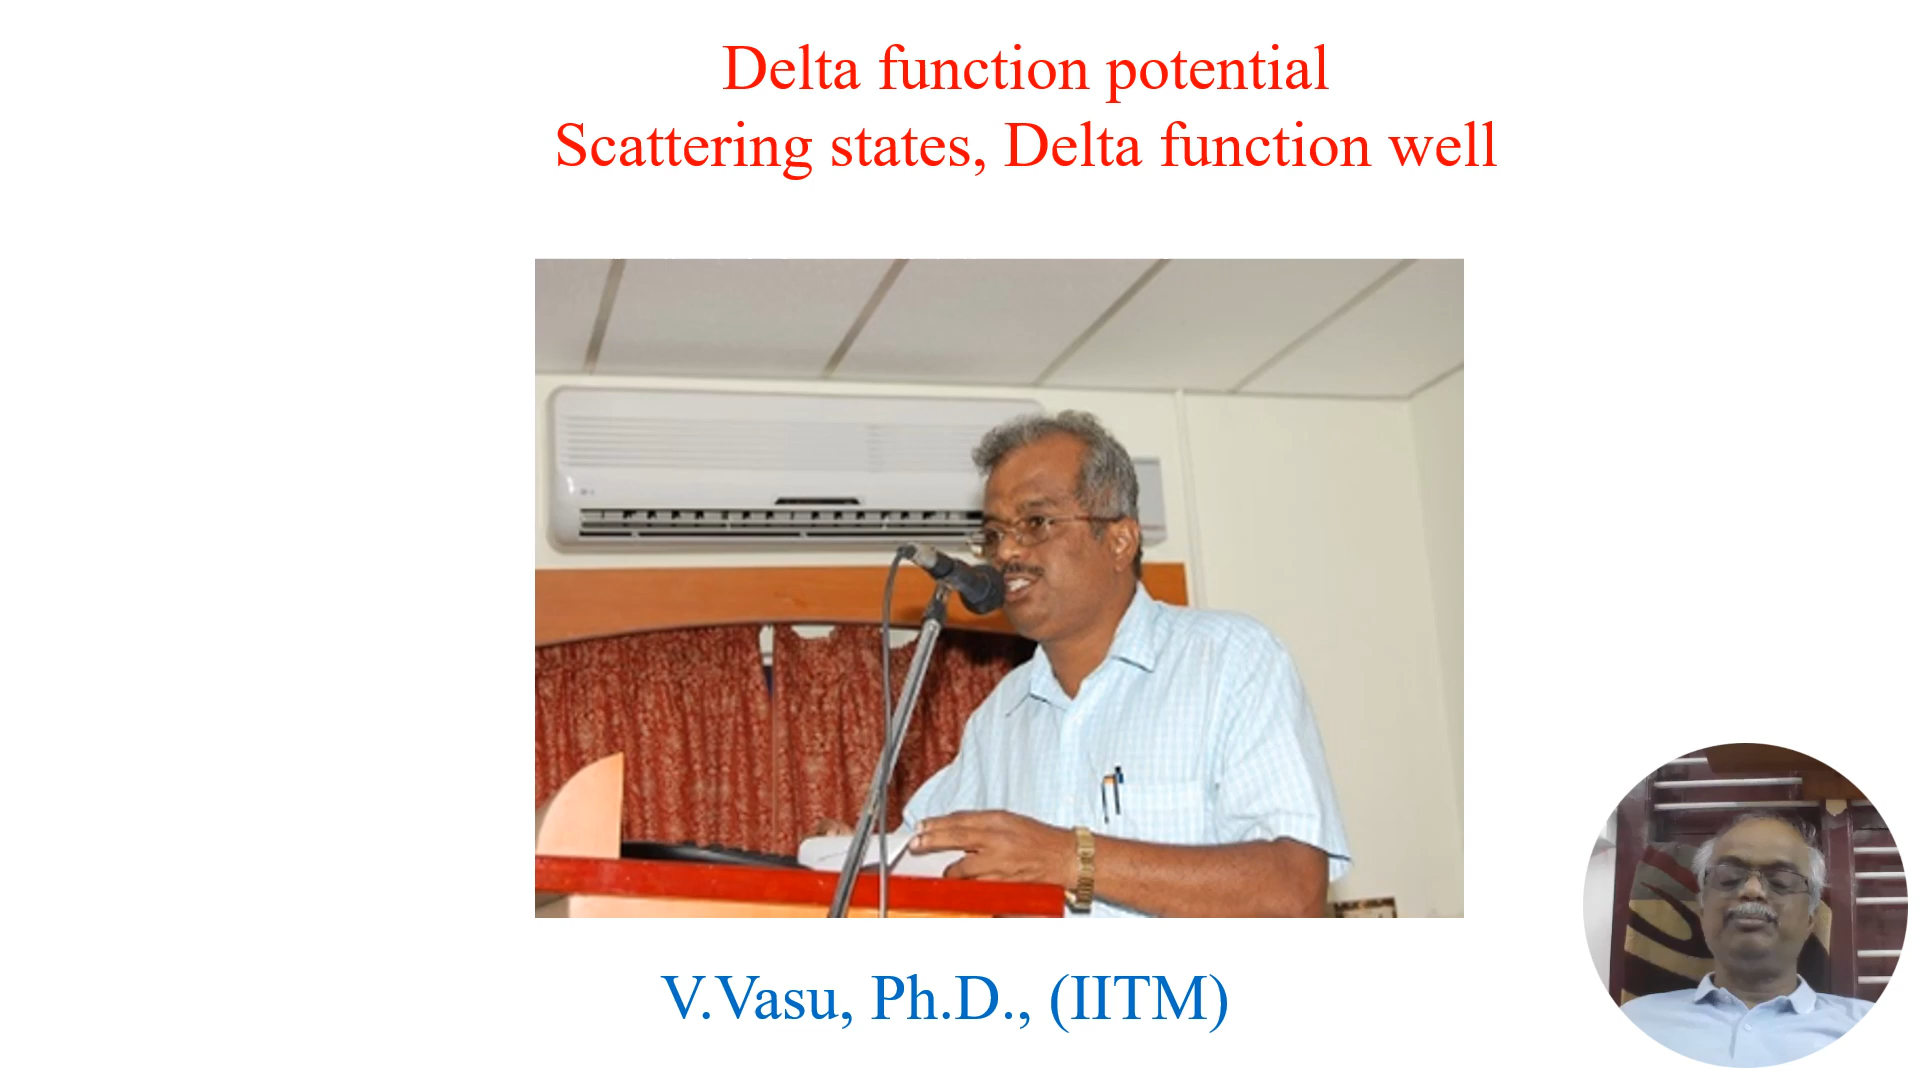 Delta function potential
Scattering states, Delta function well
V.Vasu, Ph.D., (IITM)